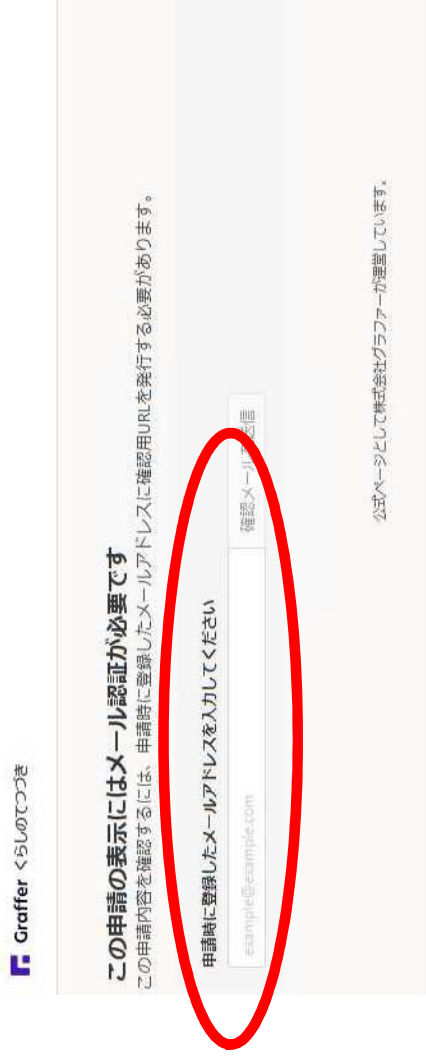 Graffer くらしのてつづき
この申請の表示にはメール認証が必要です
この申請内容を確認するには、申請時に登録したメールアドレスに確認用URLを発行する必要があります。
申請時に登録したメールアドレスを入力してください
example@example.com
確認メールを送信
公式ページとして株式会社グラファーが運営しています。